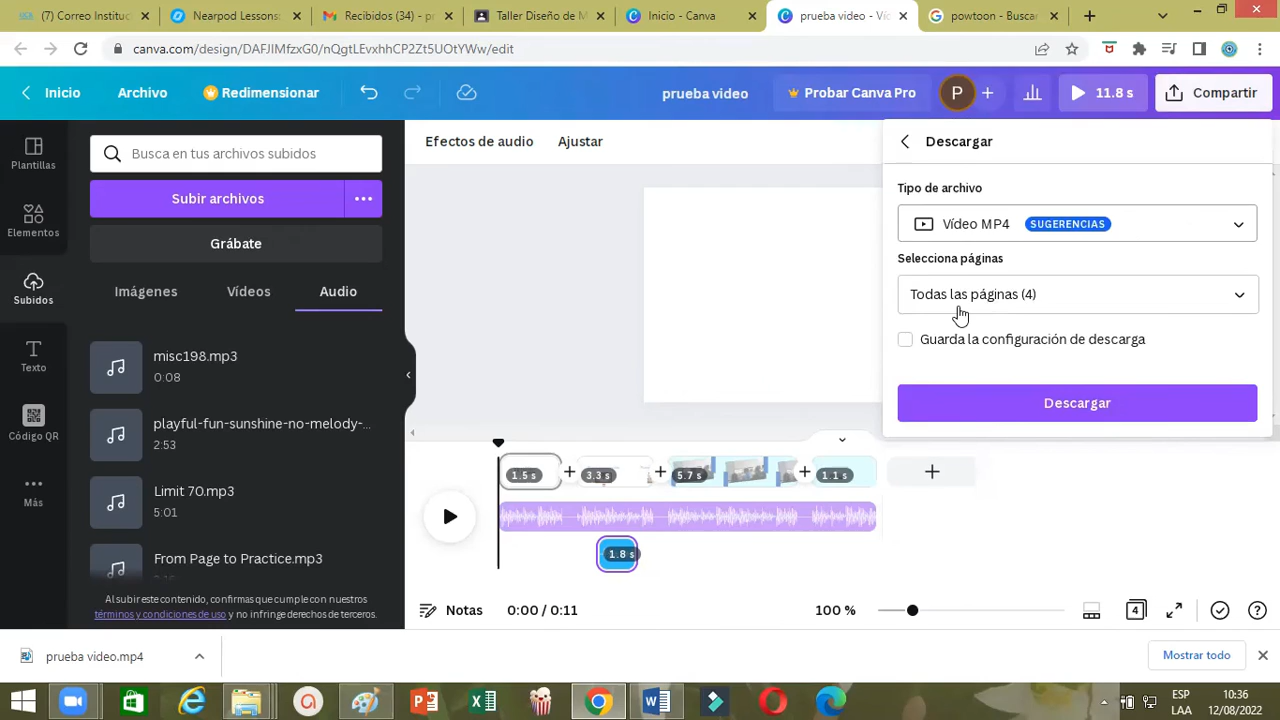 Correo Institu
Nearpod Lessons
Recibidos (34) - p
Taller Diseño de M
Inicio - Canva
prueba video - Ví
powtoon - Buscar
canva.com/design/DAFJIMfzxG0/nQgtLEvxhhCP2Zt5UOtYWw/edit
Inicio
Archivo
Redimensionar
prueba video
Probar Canva Pro
P
11.8 s
Compartir
Plantillas
Elementos
Subidos
Texto
Código QR
Más
Busca en tus archivos subidos
Subir archivos
Grábate
Imágenes
Vídeos
Audio
misc198.mp3
0:08
playful-fun-sunshine-no-melody-...
2:53
Limit 70.mp3
5:01
From Page to Practice.mp3
Al subir este contenido, confirmas que cumple con nuestros
términos y condiciones de uso y no infringe derechos de terceros.
Efectos de audio
Ajustar
Descargar
Tipo de archivo
Vídeo MP4
SUGERENCIAS
Selecciona páginas
Todas las páginas (4)
Guarda la configuración de descarga
Descargar
1.5 s
3.3 s
5.7 s
1.1 s
1.8 s
Notas
0:00 / 0:11
100 %
4
prueba video.mp4
Mostrar todo
ESP
LAA
10:36
12/08/2022